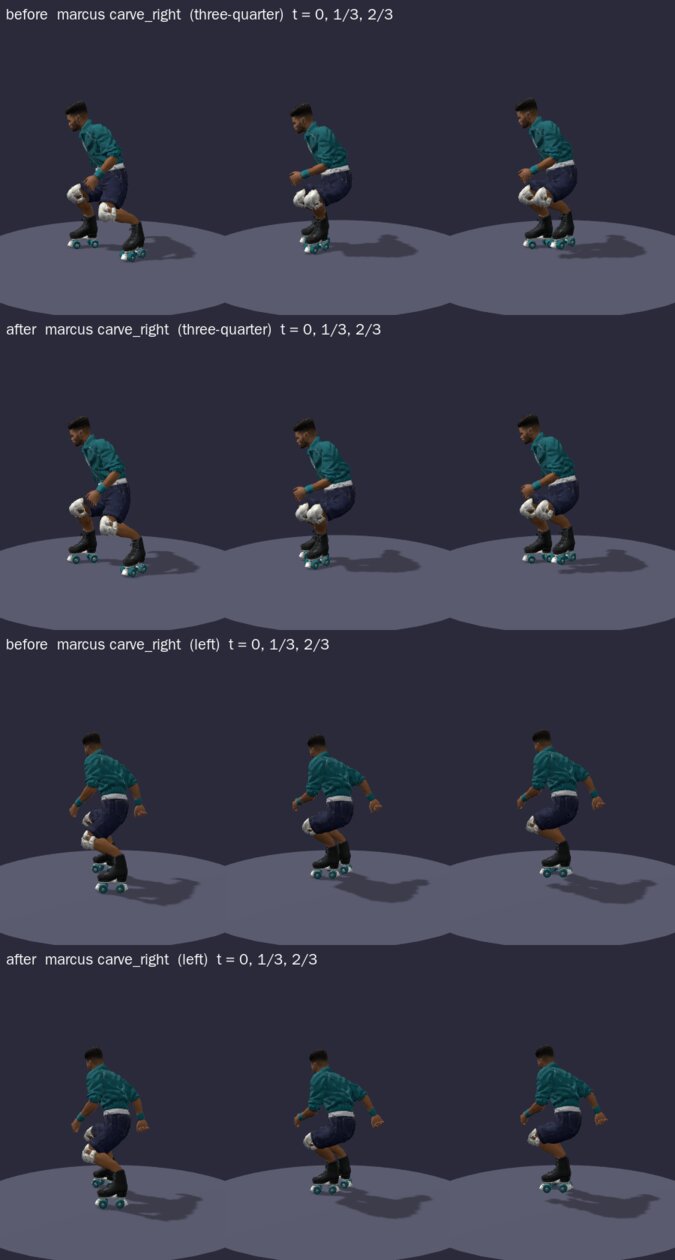 before marcus carve_right (three-quarter) t = 0, 1/3, 2/3
after marcus carve_right (three-quarter) t = 0, 1/3, 2/3
before marcus carve_right (left) t = 0, 1/3, 2/3
after marcus carve_right (left) t = 0, 1/3, 2/3